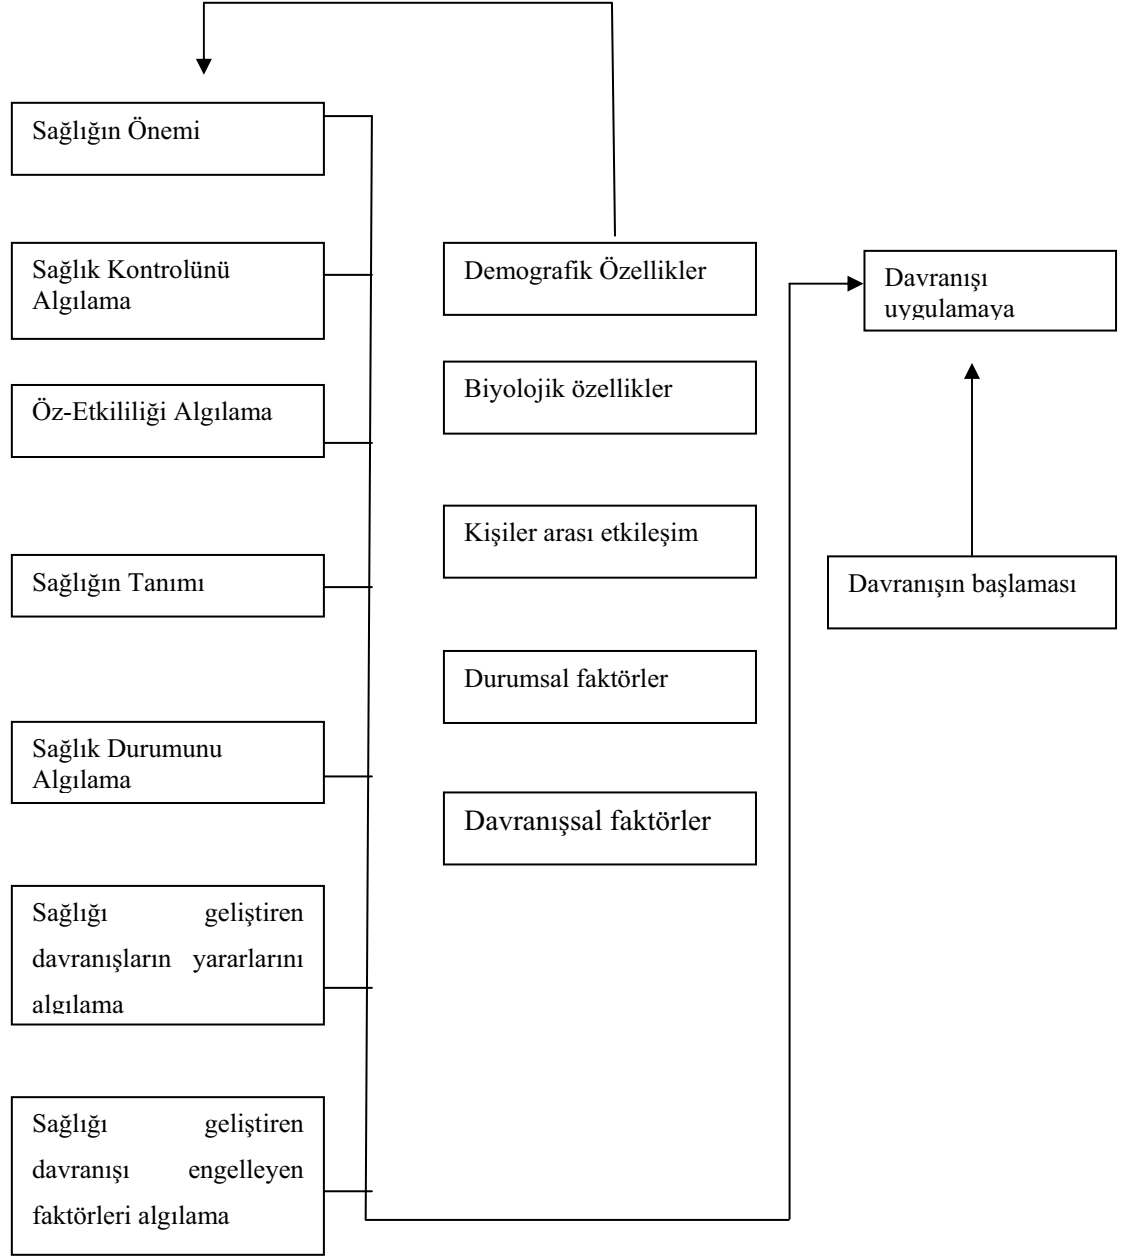 Sağlığın Önemi
Sağlık Kontrolünü
Algılama
Öz-Etkililiği Algılama
Sağlığın Tanımı
Sağlık Durumunu
Algılama
Sağlığı geliştiren
davranışların yararlarını
algılama
Sağlığı geliştiren
davranışı engelleyen
faktörleri algılama
Demografik Özellikler
Biyolojik özellikler
Kişiler arası etkileşim
Durumsal faktörler
Davranışsal faktörler
Davranışı
uygulamaya
Davranışın başlaması